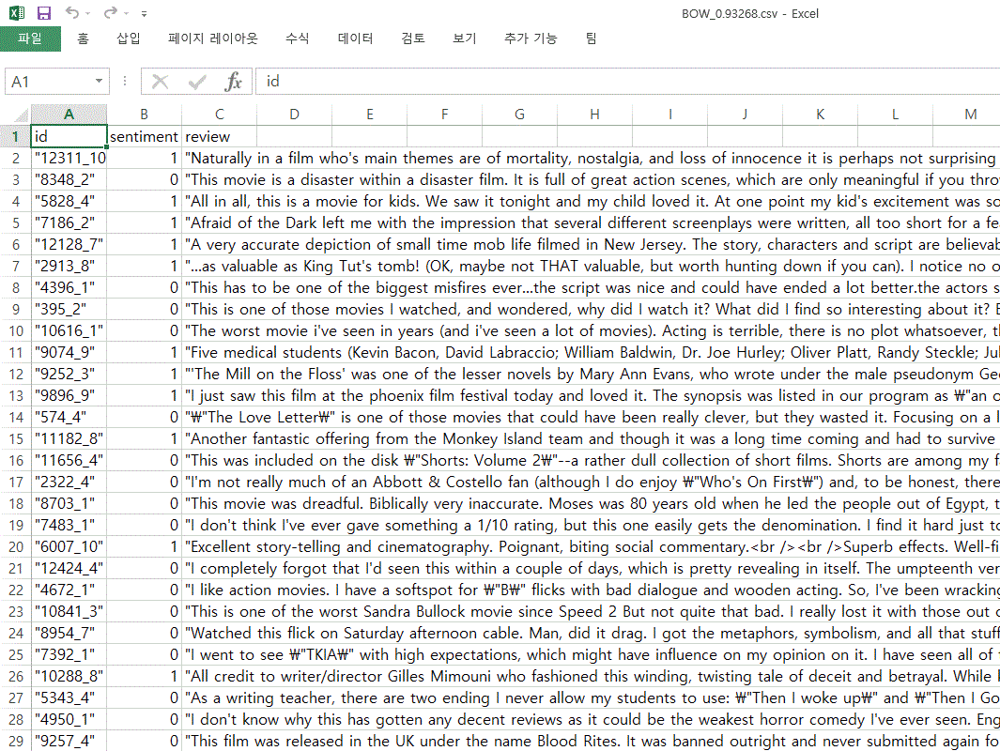 BOW_0.93268.csv - Excel
파일 홈 삽입 페이지 레이아웃 수식 데이터 검토 보기 추가 기능 팀
A1 fx id
A B C D E F G H I J K L M
1 id sentiment review
2 "12311_10 1 "Naturally in a film who's main themes are of mortality, nostalgia, and loss of innocence it is perhaps not surprising
3 "8348_2" 0 "This movie is a disaster within a disaster film. It is full of great action scenes, which are only meaningful if you thro
4 "5828_4" 1 "All in all, this is a movie for kids. We saw it tonight and my child loved it. At one point my kid's excitement was so
5 "7186_2" 1 "Afraid of the Dark left me with the impression that several different screenplays were written, all too short for a fe
6 "12128_7" 1 "A very accurate depiction of small time mob life filmed in New Jersey. The story, characters and script are believab
7 "2913_8" 1 "...as valuable as King Tut's tomb! (OK, maybe not THAT valuable, but worth hunting down if you can). I notice no o
8 "4396_1" 0 "This has to be one of the biggest misfires ever...the script was nice and could have ended a lot better.the actors s
9 "395_2" 0 "This is one of those movies I watched, and wondered, why did I watch it? What did I find so interesting about it? E
10 "10616_1" 0 "The worst movie i've seen in years (and i've seen a lot of movies). Acting is terrible, there is no plot whatsoever, th
11 "9074_9" 1 "Five medical students (Kevin Bacon, David Labraccio; William Baldwin, Dr. Joe Hurley; Oliver Platt, Randy Steckle; Jul
12 "9252_3" 1 "'The Mill on the Floss' was one of the lesser novels by Mary Ann Evans, who wrote under the male pseudonym Geo
13 "9896_9" 1 "I just saw this film at the phoenix film festival today and loved it. The synopsis was listed in our program as ₩"an o
14 "574_4" 0 "₩"The Love Letter₩" is one of those movies that could have been really clever, but they wasted it. Focusing on a l
15 "11182_8" 1 "Another fantastic offering from the Monkey Island team and though it was a long time coming and had to survive
16 "11656_4" 0 "This was included on the disk ₩"Shorts: Volume 2₩"--a rather dull collection of short films. Shorts are among my f
17 "2322_4" 0 "I'm not really much of an Abbott & Costello fan (although I do enjoy ₩"Who's On First₩") and, to be honest, there
18 "8703_1" 0 "This movie was dreadful. Biblically very inaccurate. Moses was 80 years old when he led the people out of Egypt, t
19 "7483_1" 0 "I don't think I've ever gave something a 1/10 rating, but this one easily gets the denomination. I find it hard just to
20 "6007_10" 1 "Excellent story-telling and cinematography. Poignant, biting social commentary.<br /><br />Superb effects. Well-fi
21 "12424_4" 0 "I completely forgot that I'd seen this within a couple of days, which is pretty revealing in itself. The umpteenth ver
22 "4672_1" 0 "I like action movies. I have a softspot for ₩"B₩" flicks with bad dialogue and wooden acting. So, I've been wracking
23 "10841_3" 0 "This is one of the worst Sandra Bullock movie since Speed 2 But not quite that bad. I really lost it with those out o
24 "8954_7" 0 "Watched this flick on Saturday afternoon cable. Man, did it drag. I got the metaphors, symbolism, and all that stuff
25 "7392_1" 0 "I went to see ₩"TKIA₩" with high expectations, which might have influence on my opinion on it. I have seen all of
26 "10288_8" 1 "All credit to writer/director Gilles Mimouni who fashioned this winding, twisting tale of deceit and betrayal. While
27 "5343_4" 0 "As a writing teacher, there are two ending I never allow my students to use: ₩"Then I woke up₩" and ₩"Then I Go
28 "4950_1" 0 "I don't know why this has gotten any decent reviews as it could be the weakest horror comedy I've ever seen. Eng
29 "9257_4" 0 "This film was released in the UK under the name Blood Rites. It was banned outright and never submitted again fo